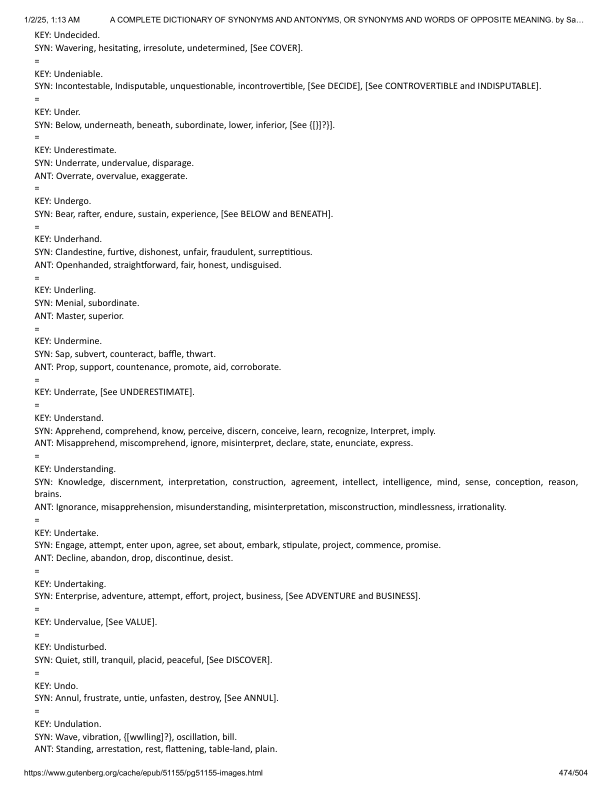 1/2/25, 1:13 AM A COMPLETE DICTIONARY OF SYNONYMS AND ANTONYMS, OR SYNONYMS AND WORDS OF OPPOSITE MEANING. by Sa…
KEY: Undecided.
SYN: Wavering, hesitating, irresolute, undetermined, [See COVER].
=
KEY: Undeniable.
SYN: Incontestable, Indisputable, unquestionable, incontrovertible, [See DECIDE], [See CONTROVERTIBLE and INDISPUTABLE].
=
KEY: Under.
SYN: Below, underneath, beneath, subordinate, lower, inferior, [See {[}]?}].
=
KEY: Underestimate.
SYN: Underrate, undervalue, disparage.
ANT: Overrate, overvalue, exaggerate.
=
KEY: Undergo.
SYN: Bear, rafter, endure, sustain, experience, [See BELOW and BENEATH].
=
KEY: Underhand.
SYN: Clandestine, furtive, dishonest, unfair, fraudulent, surreptitious.
ANT: Openhanded, straightforward, fair, honest, undisguised.
=
KEY: Underling.
SYN: Menial, subordinate.
ANT: Master, superior.
=
KEY: Undermine.
SYN: Sap, subvert, counteract, baffle, thwart.
ANT: Prop, support, countenance, promote, aid, corroborate.
=
KEY: Underrate, [See UNDERESTIMATE].
=
KEY: Understand.
SYN: Apprehend, comprehend, know, perceive, discern, conceive, learn, recognize, Interpret, imply.
ANT: Misapprehend, miscomprehend, ignore, misinterpret, declare, state, enunciate, express.
=
KEY: Understanding.
SYN: Knowledge, discernment, interpretation, construction, agreement, intellect, intelligence, mind, sense, conception, reason,
brains.
ANT: Ignorance, misapprehension, misunderstanding, misinterpretation, misconstruction, mindlessness, irrationality.
=
KEY: Undertake.
SYN: Engage, attempt, enter upon, agree, set about, embark, stipulate, project, commence, promise.
ANT: Decline, abandon, drop, discontinue, desist.
=
KEY: Undertaking.
SYN: Enterprise, adventure, attempt, effort, project, business, [See ADVENTURE and BUSINESS].
=
KEY: Undervalue, [See VALUE].
=
KEY: Undisturbed.
SYN: Quiet, still, tranquil, placid, peaceful, [See DISCOVER].
=
KEY: Undo.
SYN: Annul, frustrate, untie, unfasten, destroy, [See ANNUL].
=
KEY: Undulation.
SYN: Wave, vibration, {[wwlling]?}, oscillation, bill.
ANT: Standing, arrestation, rest, flattening, table-land, plain.
https://www.gutenberg.org/cache/epub/51155/pg51155-images.html 474/504